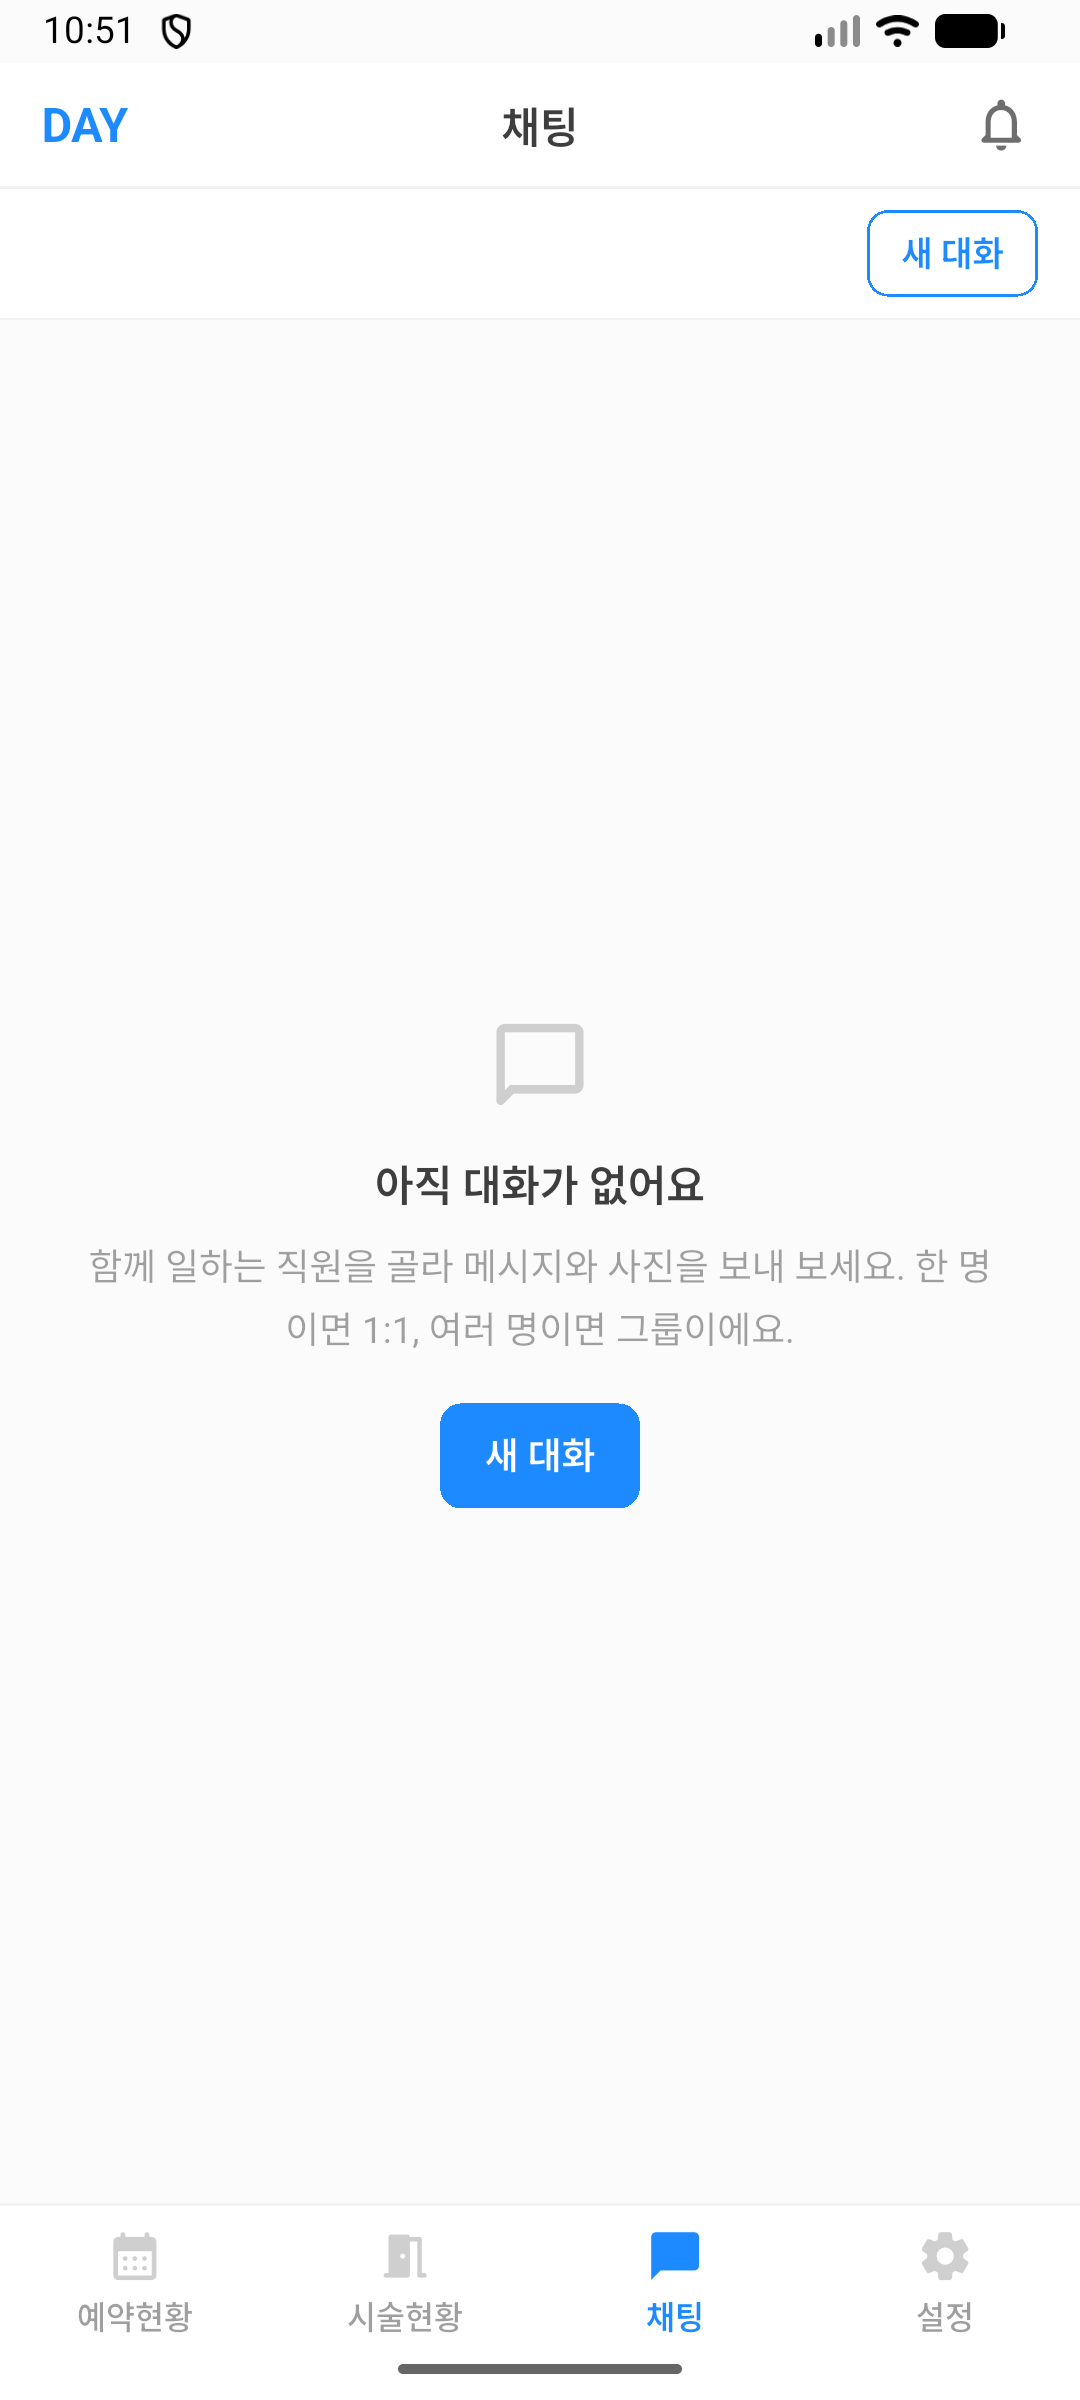 10:51
DAY
채팅
새 대화
아직 대화가 없어요
함께 일하는 직원을 골라 메시지와 사진을 보내 보세요. 한 명
이면 1:1, 여러 명이면 그룹이에요.
새 대화
예약현황
시술현황
채팅
설정